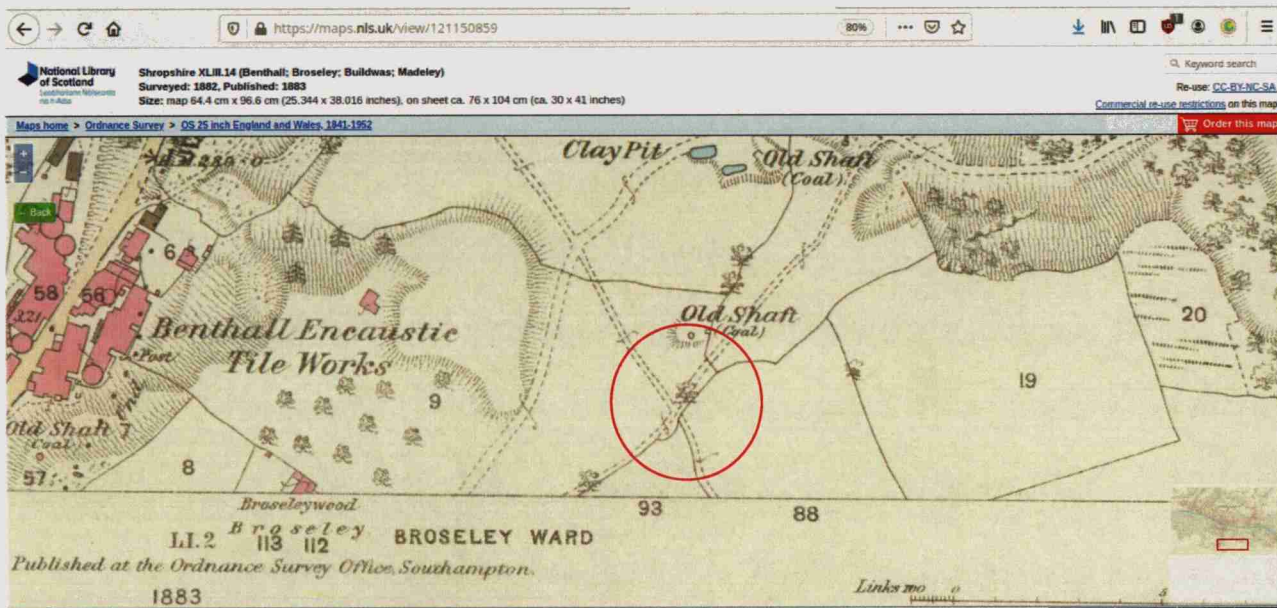 https://maps.nls.uk/view/121150859
80%
National Library
of Scotland
Shropshire XLIII.14 (Benthall; Broseley; Buildwas; Madeley)
Surveyed: 1882, Published: 1883
Size: map 64.4 cm x 96.6 cm (25.344 x 38.016 inches), on sheet ca. 76 x 104 cm (ca. 30 x 41 inches)
Keyword search
Re-use: CC-BY-NC-SA
Commercial re-use restrictions on this map
Maps home > Ordnance Survey > OS 25 inch England and Wales, 1841-1952
Order this map
Back
Clay Pit
Old Shaft
(Coal)
6
58
56
321
Benthall Encaustic
Tile Works
Post
Old Shaft
(Coal)
20
19
9
Old Shaft
(Coal)
7
8
57
Broseleywood
93
88
LI.2
Broseley
113 112
BROSELEY WARD
Published at the Ordnance Survey Office, Southampton.
1883
Links 100 0 5